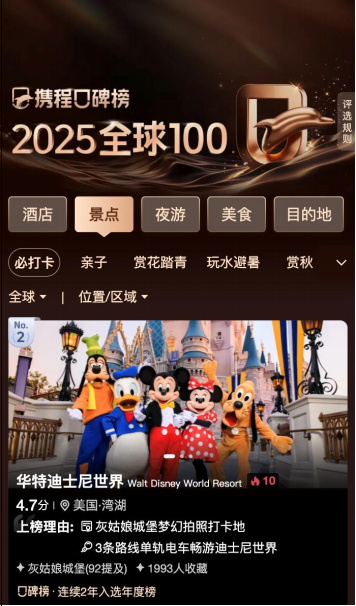 携程口碑榜
评选规则
2025全球100
酒店
景点
夜游
美食
目的地
必打卡
亲子
赏花踏青
玩水避暑
赏秋
全球
|
位置/区域
No.
2
华特迪士尼世界 Walt Disney World Resort 10
4.7分 | 美国·湾湖
上榜理由: 灰姑娘城堡梦幻拍照打卡地
3条路线单轨电车畅游迪士尼世界
灰姑娘城堡(92提及) 1993人收藏
口碑榜 · 连续2年入选年度榜